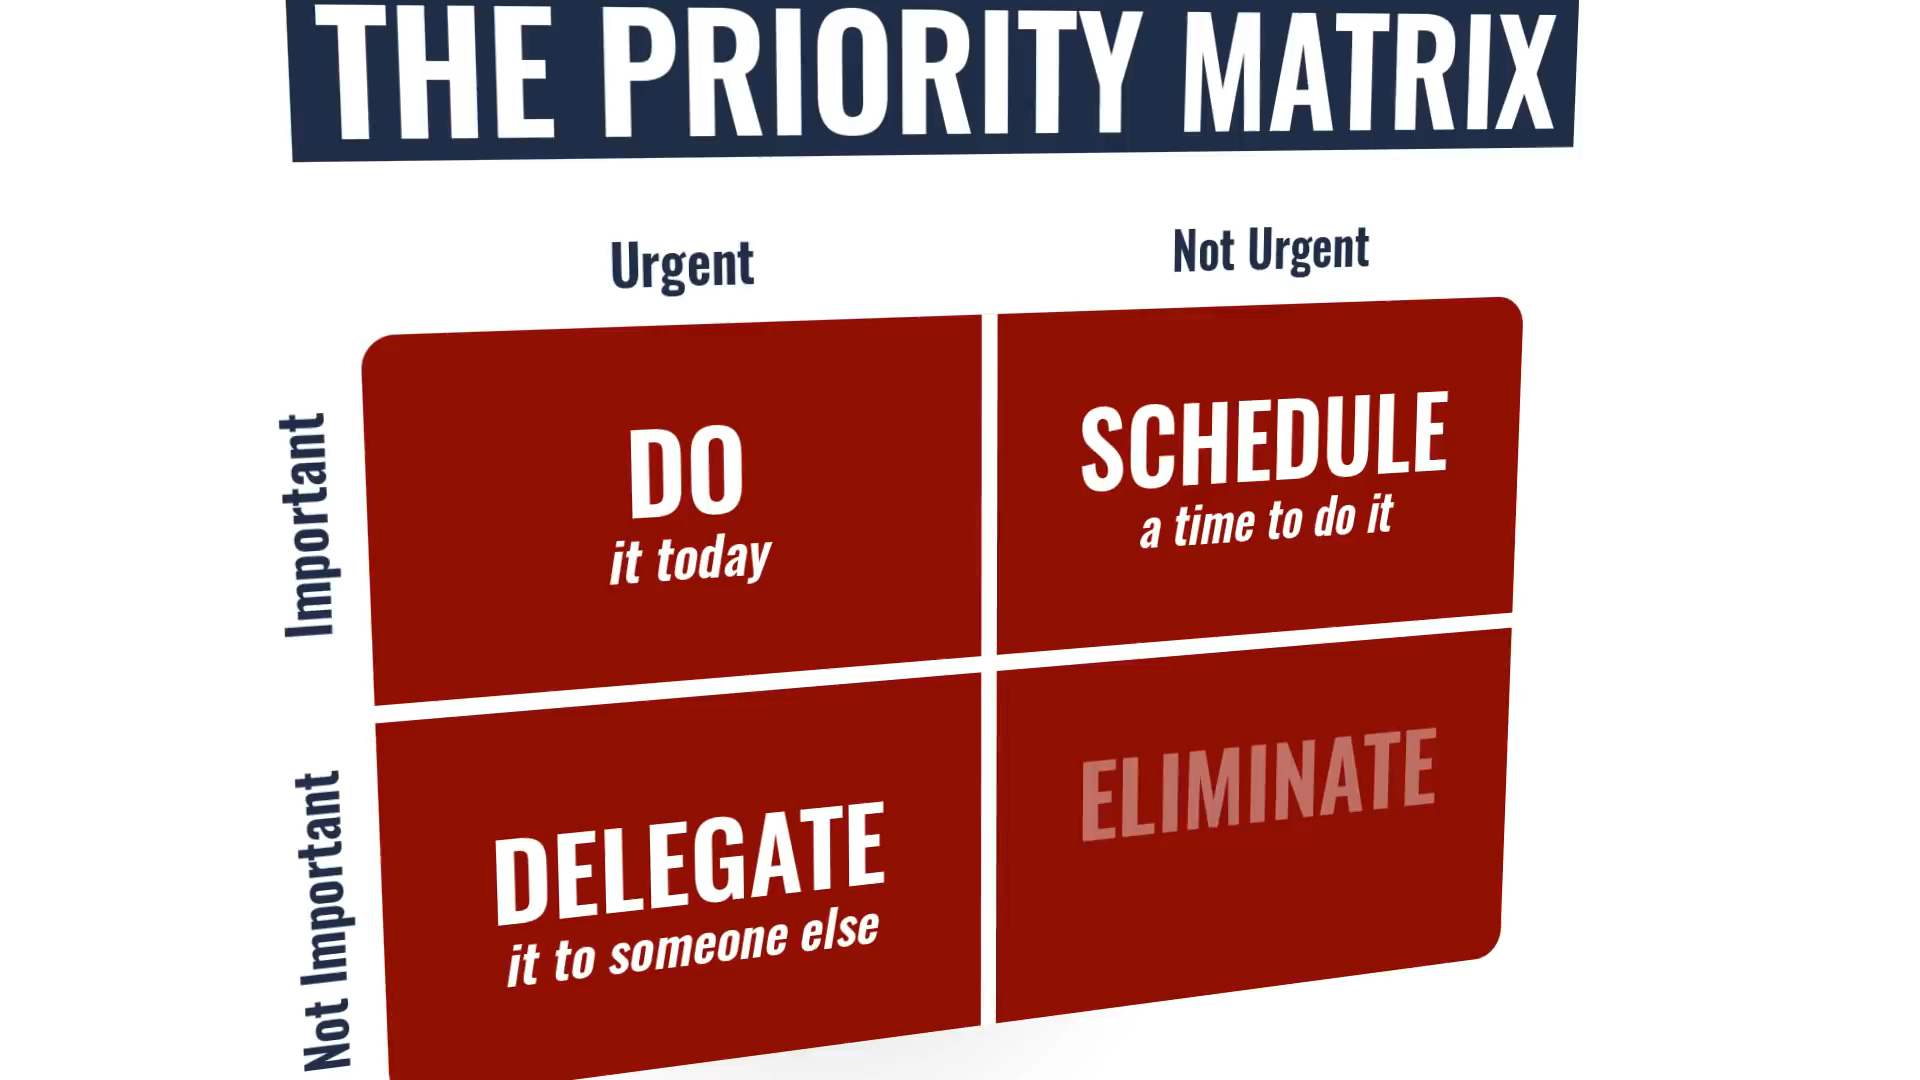 THE PRIORITY MATRIX
Urgent
Not Urgent
Important
DO
it today
SCHEDULE
a time to do it
Not Important
DELEGATE
it to someone else
ELIMINATE